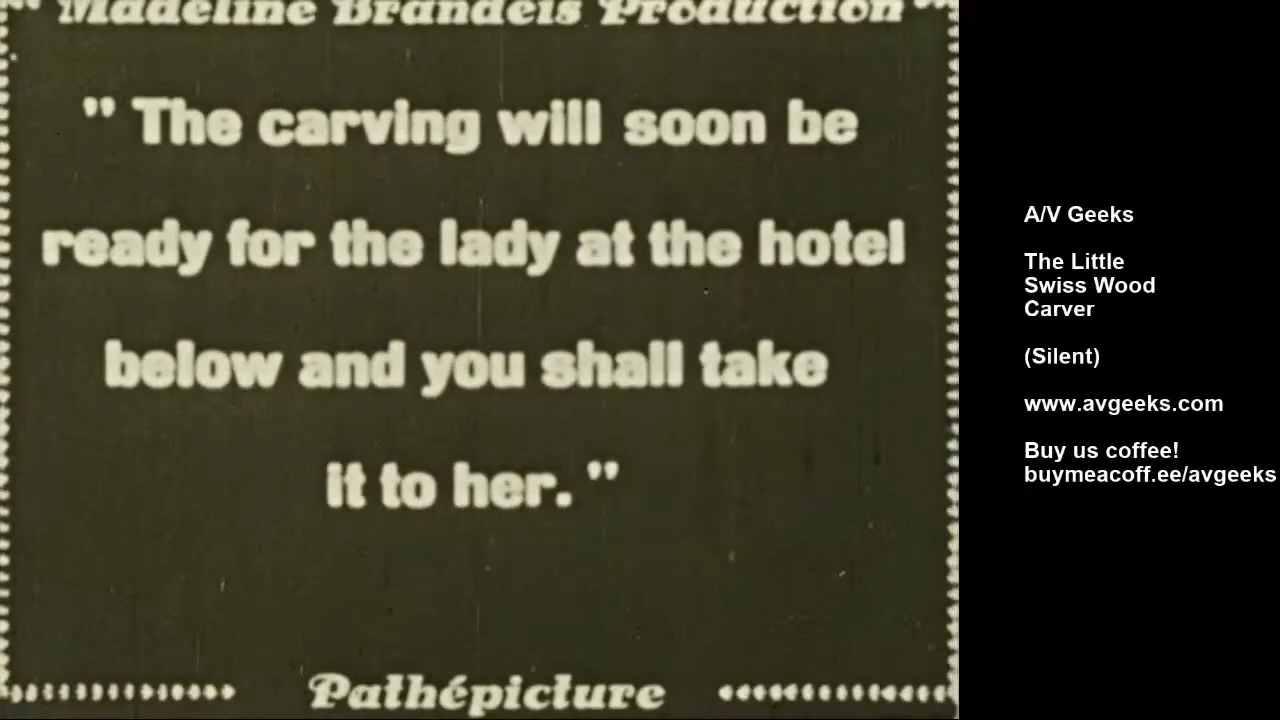 Madeline Brandeis Production
" The carving will soon be
ready for the lady at the hotel
below and you shall take
it to her. "
Pathépicture
A/V Geeks
The Little
Swiss Wood
Carver
(Silent)
www.avgeeks.com
Buy us coffee!
buymeacoff.ee/avgeeks